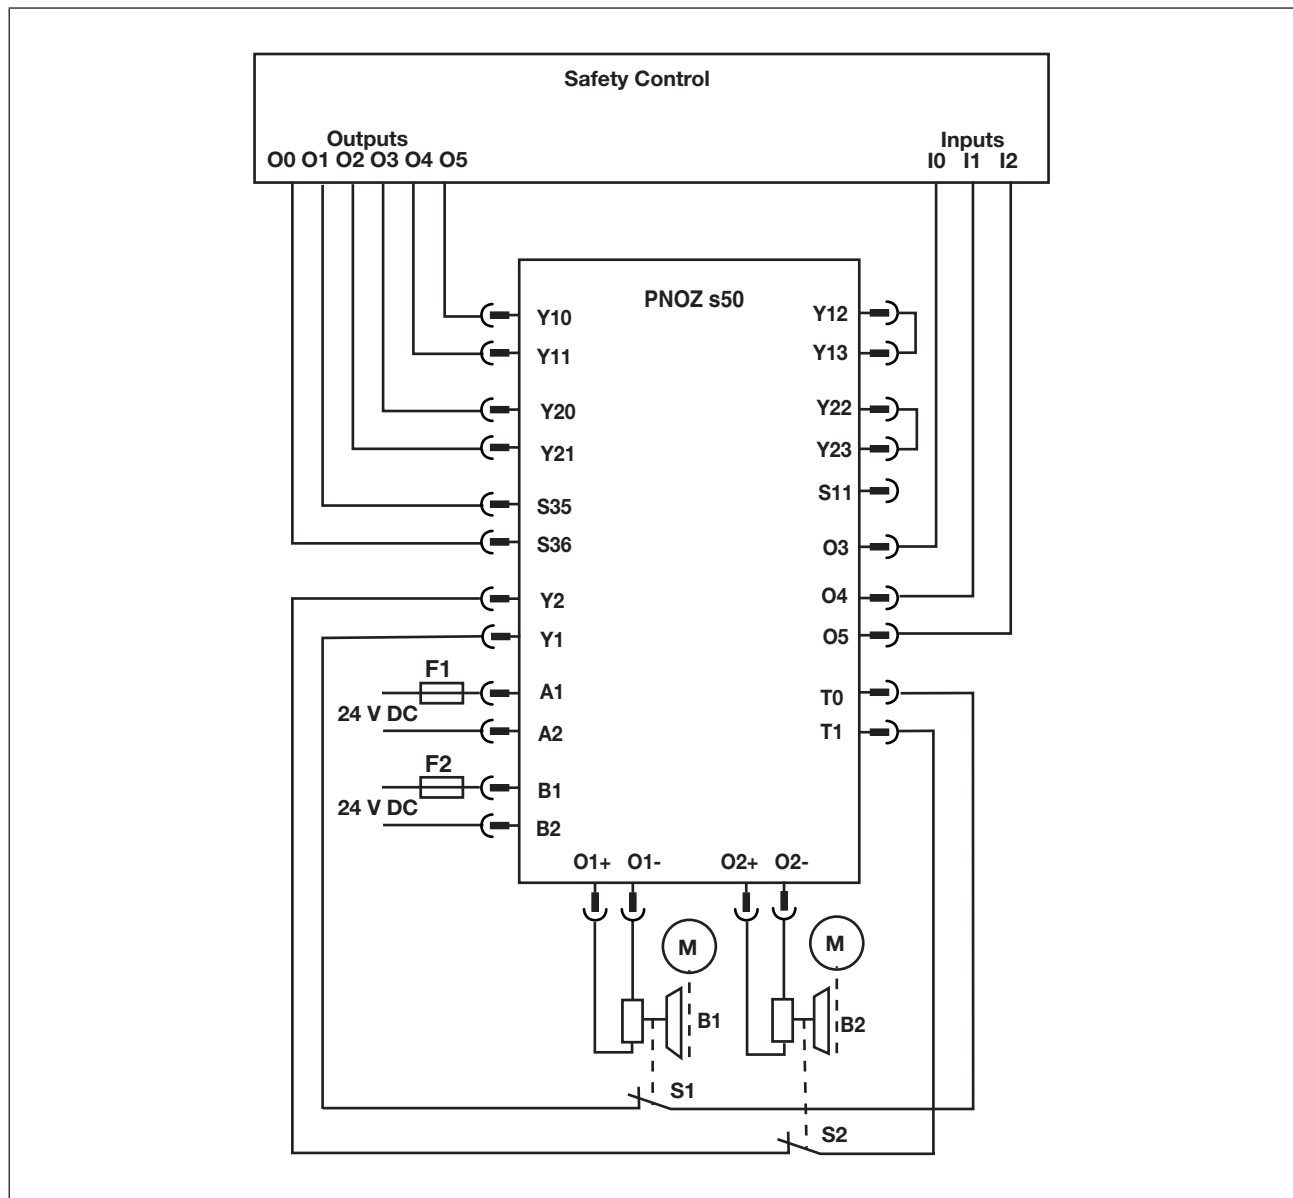 Safety Control
Outputs
Inputs
O0 O1 O2 O3 O4 O5
I0 I1 I2
PNOZ s50
Y10
Y12
Y11
Y13
Y20
Y22
Y21
Y23
S11
S35
S36
O3
Y2
O4
Y1
O5
F1
A1
T0
24 V DC
A2
T1
F2
B1
24 V DC
B2
O1+ O1- O2+ O2-
M
M
B1
B2
S1
S2